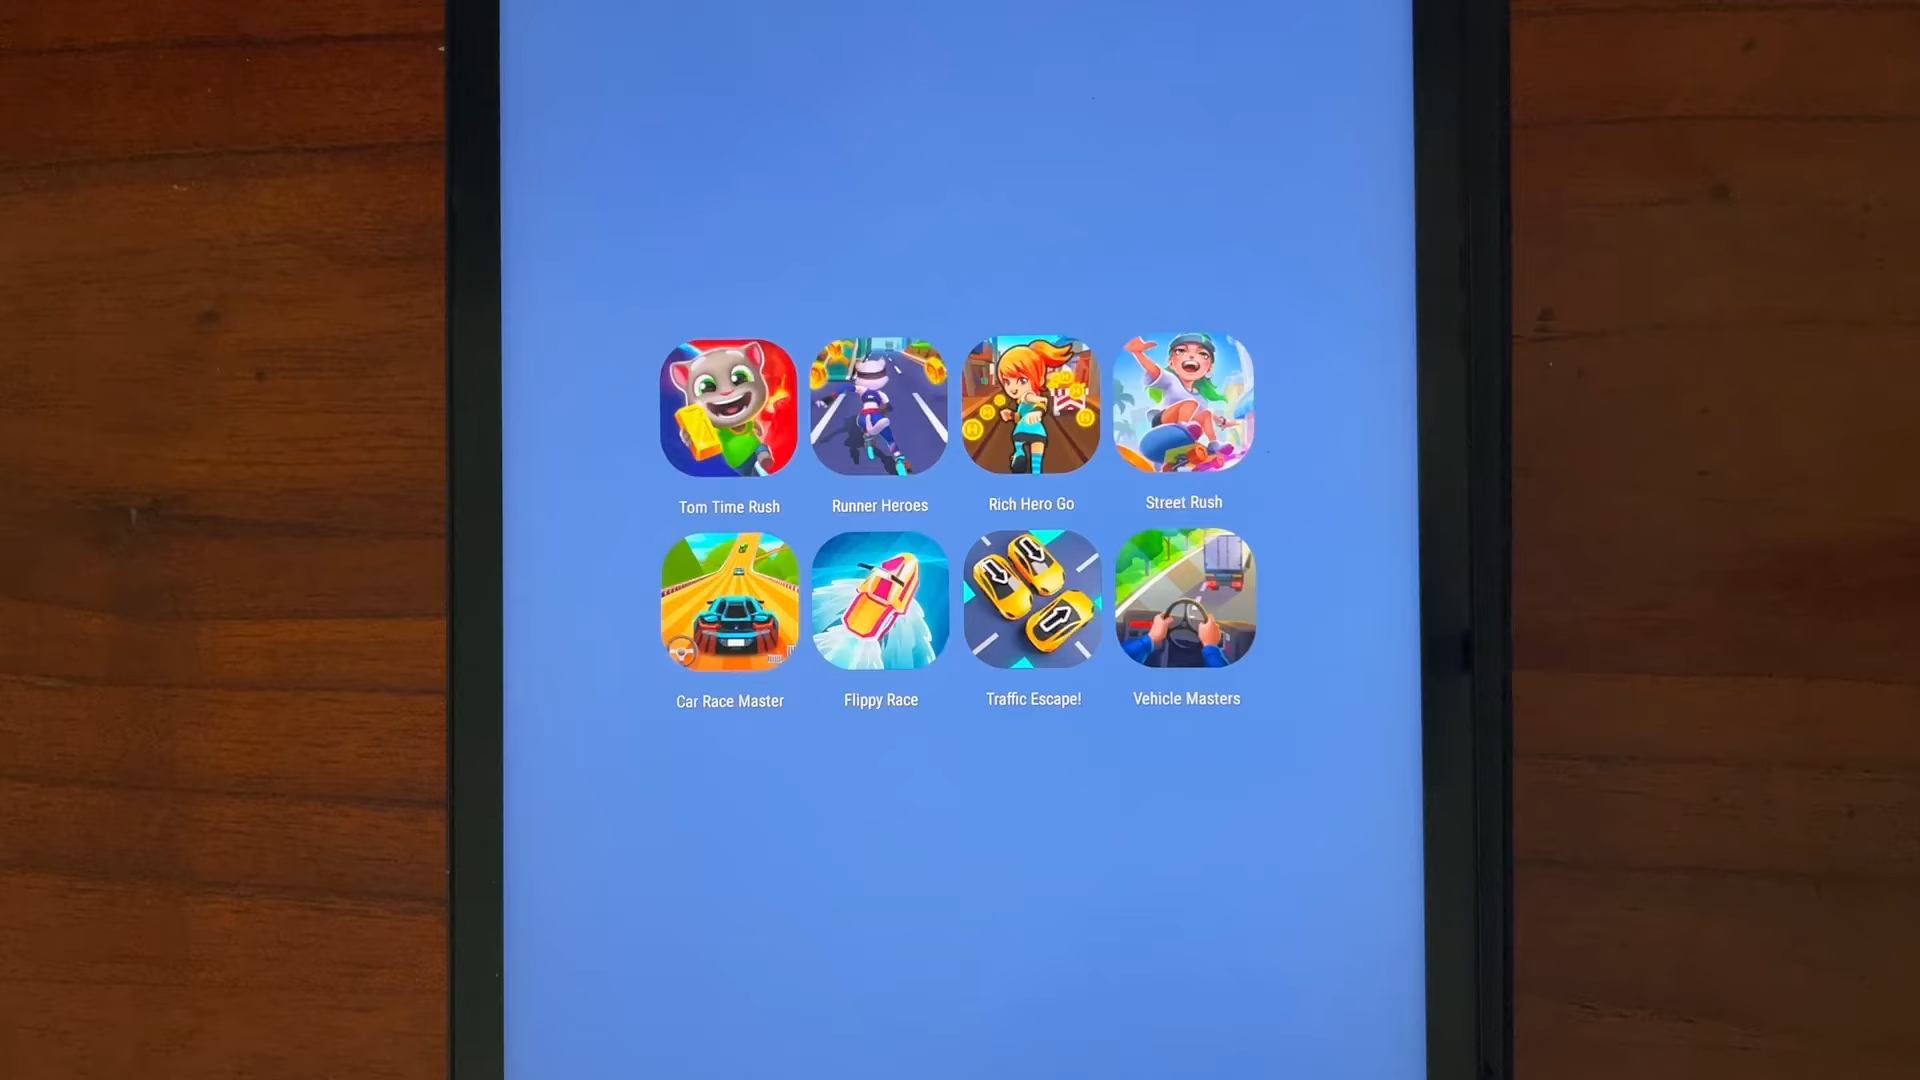 Tom Time Rush
Runner Heroes
Rich Hero Go
Street Rush
Car Race Master
Flippy Race
Traffic Escape!
Vehicle Masters